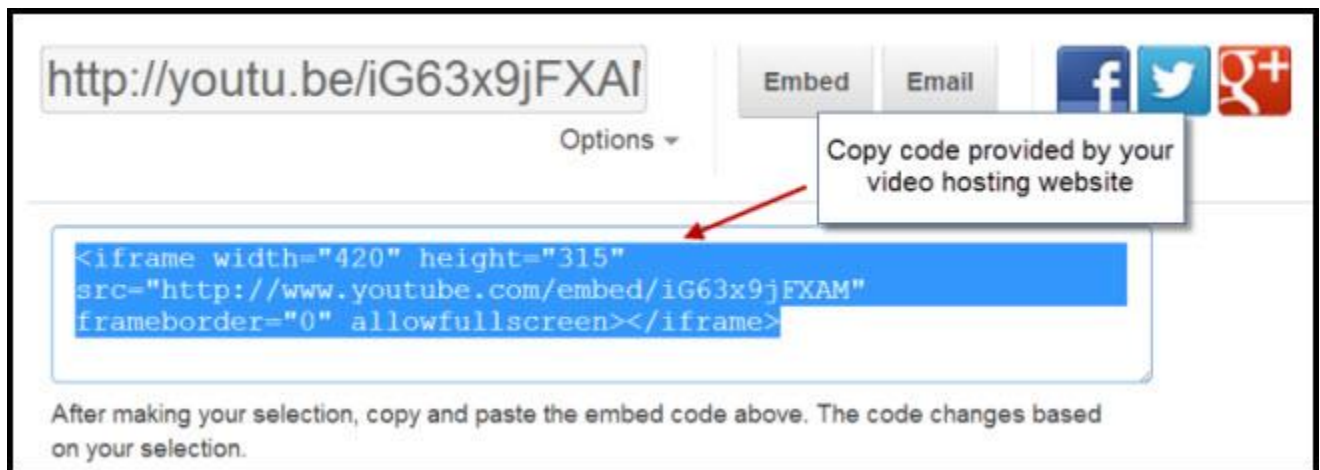 http://youtu.be/iG63x9jFXAM
Embed
Email
f
g+
Options
Copy code provided by your
video hosting website
<iframe width="420" height="315"
src="http://www.youtube.com/embed/iG63x9jFXAM"
frameborder="0" allowfullscreen></iframe>
After making your selection, copy and paste the embed code above. The code changes based
on your selection.